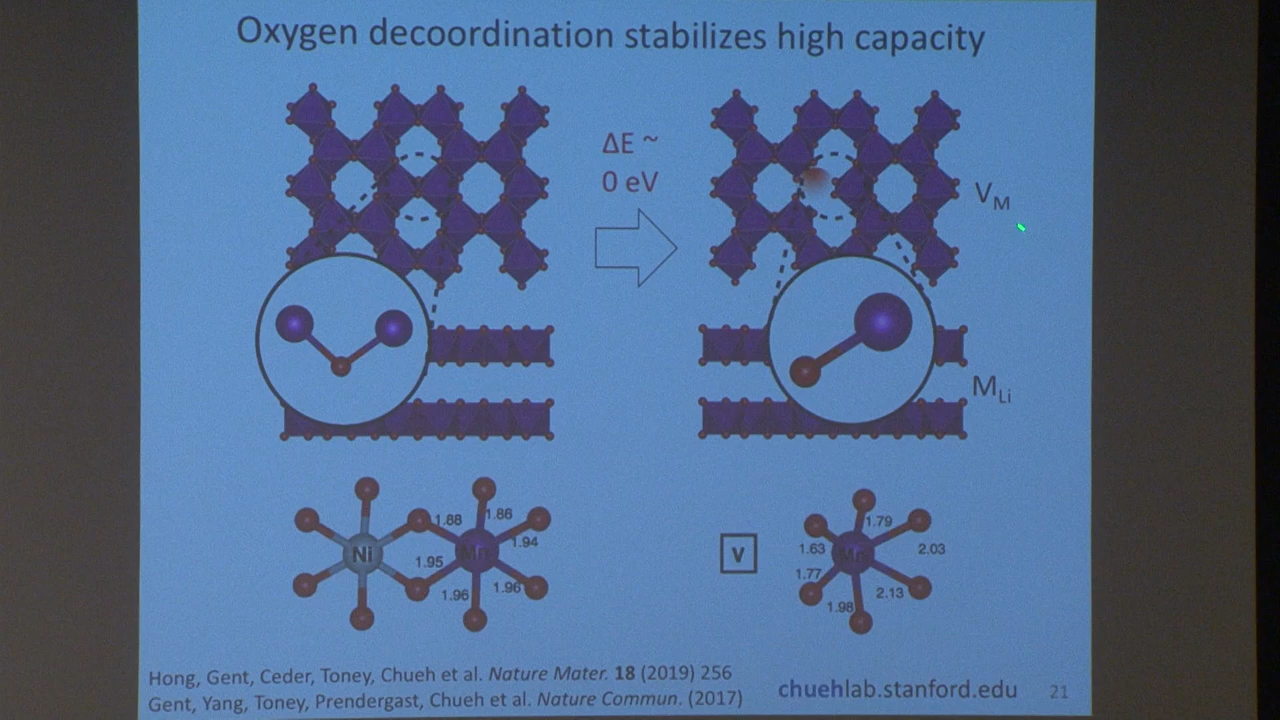 Oxygen decoordination stabilizes high capacity
ΔE ~
0 eV
V_M
M_Li
Ni
Mn
1.88
1.86
1.94
1.95
1.96
1.96
V
Mn
1.79
1.63
2.03
1.77
2.13
1.98
Hong, Gent, Ceder, Toney, Chueh et al. Nature Mater. 18 (2019) 256
Gent, Yang, Toney, Prendergast, Chueh et al. Nature Commun. (2017)
chuehlab.stanford.edu
21